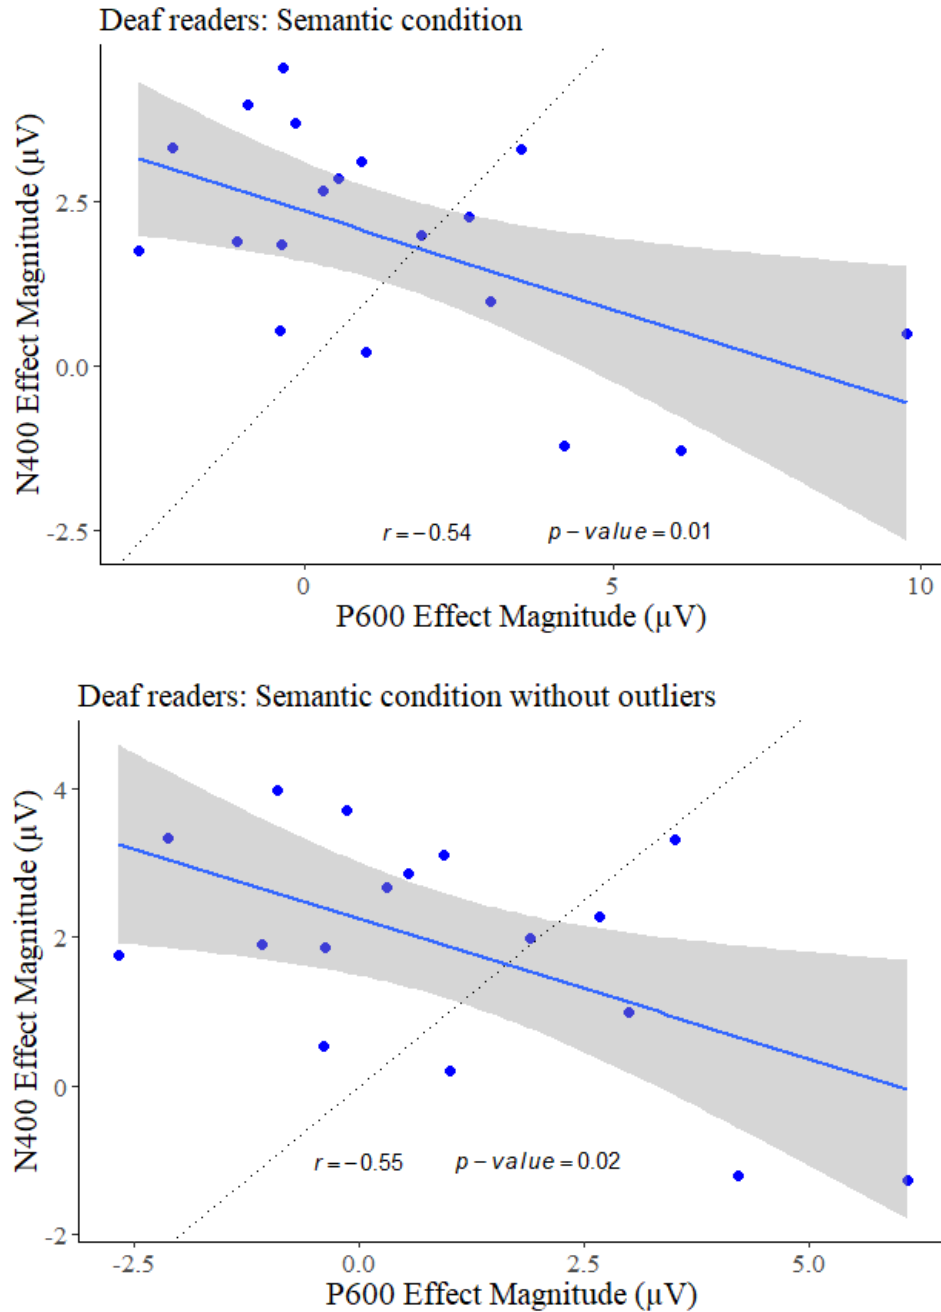 Deaf readers: Semantic condition
N400 Effect Magnitude (μV)
2.5
0.0
-2.5
r = −0.54 p − value = 0.01
0 5 10
P600 Effect Magnitude (μV)
Deaf readers: Semantic condition without outliers
N400 Effect Magnitude (μV)
4
2
0
-2
r = −0.55 p − value = 0.02
-2.5 0.0 2.5 5.0
P600 Effect Magnitude (μV)